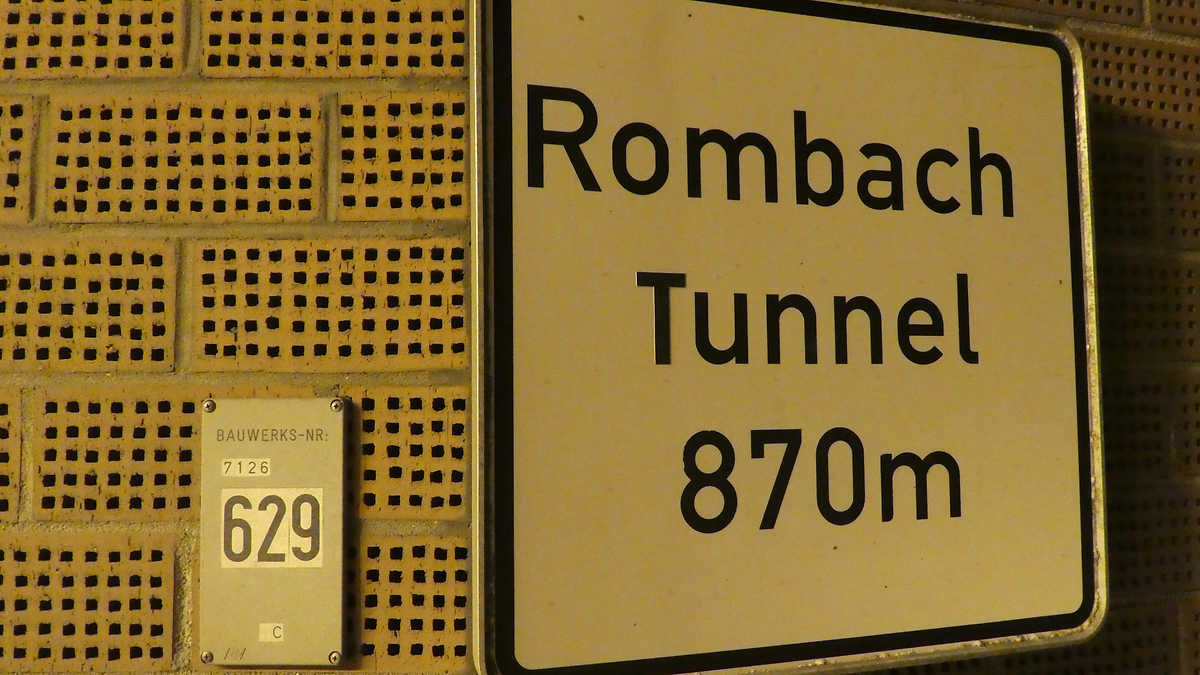 Rombach
Tunnel
870m
BAUWERKS-NR:
7126
629
C